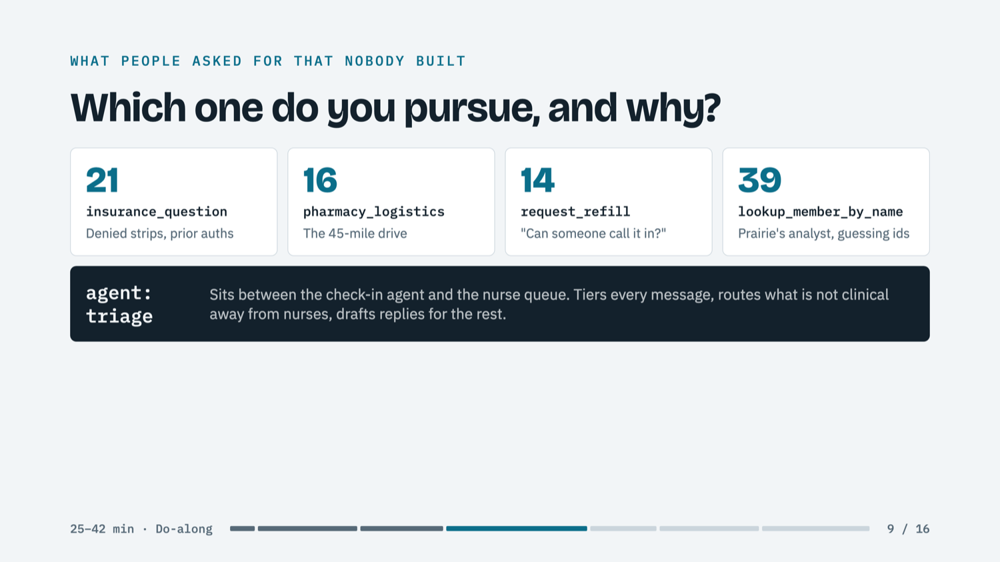 WHAT PEOPLE ASKED FOR THAT NOBODY BUILT
Which one do you pursue, and why?
21
insurance_question
Denied strips, prior auths
16
pharmacy_logistics
The 45-mile drive
14
request_refill
"Can someone call it in?"
39
lookup_member_by_name
Prairie's analyst, guessing ids
agent:
triage
Sits between the check-in agent and the nurse queue. Tiers every message, routes what is not clinical
away from nurses, drafts replies for the rest.
25–42 min · Do-along
9 / 16